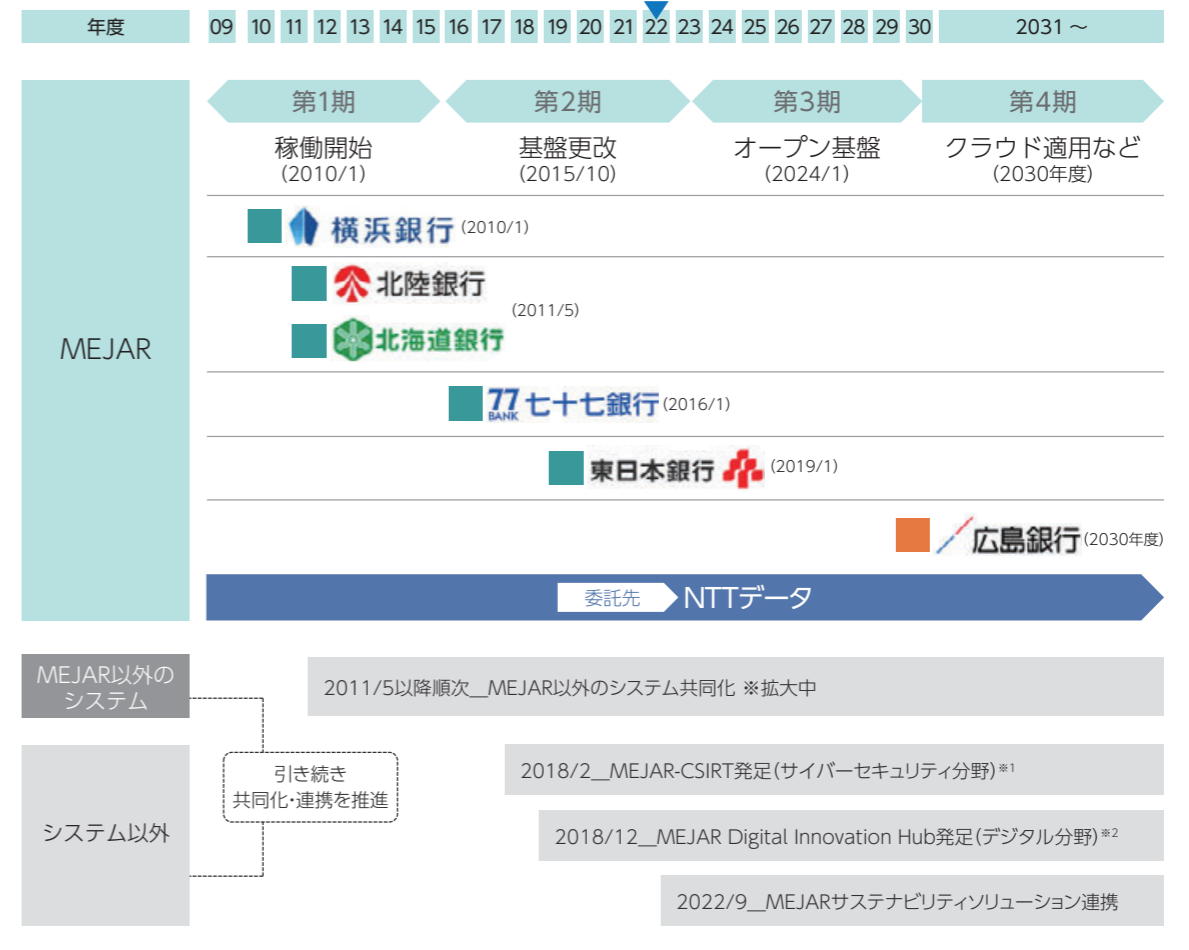 年度 09 10 11 12 13 14 15 16 17 18 19 20 21 22 23 24 25 26 27 28 29 30 2031～
MEJAR
第1期 第2期 第3期 第4期
稼働開始 基盤更改 オープン基盤 クラウド適用など
(2010/1) (2015/10) (2024/1) (2030年度)
横浜銀行 (2010/1)
北陸銀行
(2011/5)
北海道銀行
77 BANK 七十七銀行 (2016/1)
東日本銀行 (2019/1)
広島銀行 (2030年度)
委託先 NTTデータ
MEJAR以外の
システム
2011/5以降順次__MEJAR以外のシステム共同化 ※拡大中
引き続き
共同化・連携を推進
システム以外
2018/2__MEJAR-CSIRT発足(サイバーセキュリティ分野)※1
2018/12__MEJAR Digital Innovation Hub発足(デジタル分野)※2
2022/9__MEJARサステナビリティソリューション連携